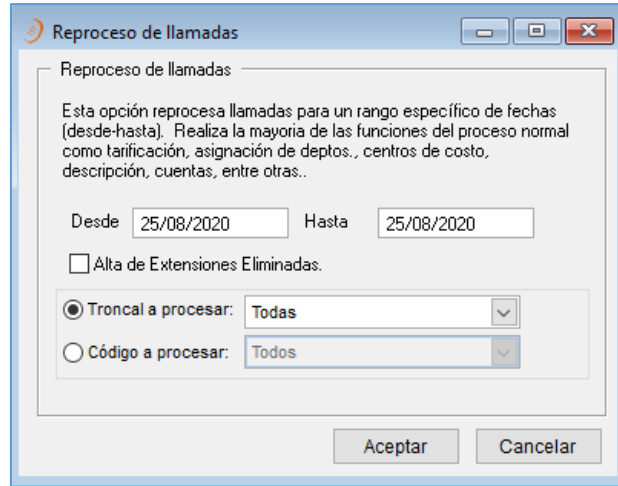 Reproceso de llamadas
Reproceso de llamadas
Esta opción reprocesa llamadas para un rango específico de fechas
(desde-hasta). Realiza la mayoria de las funciones del proceso normal
como tarificación, asignación de deptos., centros de costo,
descripción, cuentas, entre otras..
Desde 25/08/2020 Hasta 25/08/2020
Alta de Extensiones Eliminadas.
Troncal a procesar: Todas
Código a procesar: Todos
Aceptar Cancelar